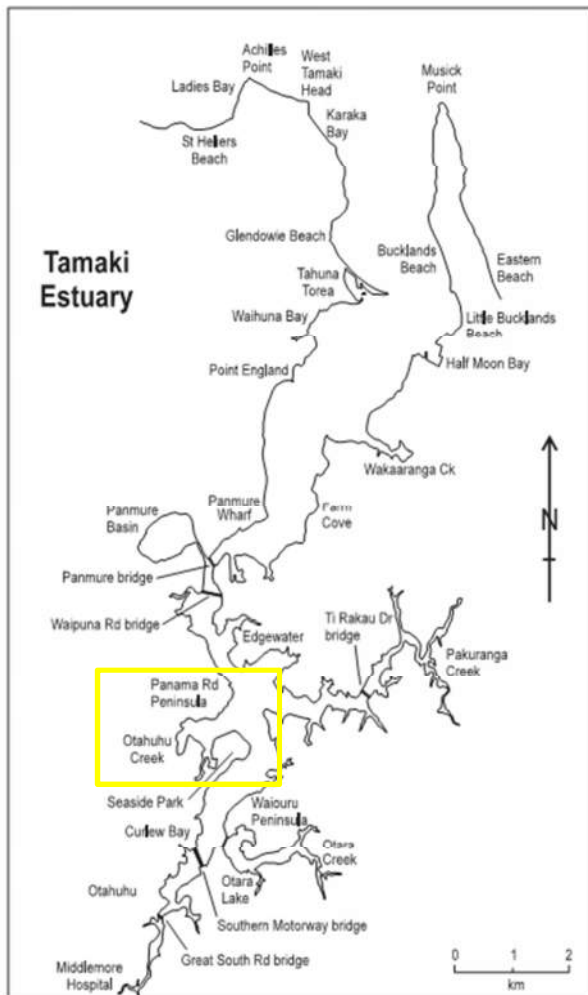 Achilles
Point
West
Tamaki
Head
Musick
Point
Ladies Bay
Karaka
Bay
St Heliers
Beach
Glendowie Beach
Bucklands
Beach
Eastern
Beach
Tamaki
Estuary
Tahuna
Torea
Waihuna Bay
Little Bucklands
Beach
Point England
Half Moon Bay
Wakaaranga Ck
Panmure
Basin
Panmure
Wharf
Farm
Cove
N
Panmure bridge
Waipuna Rd bridge
Ti Rakau Dr
bridge
Edgewater
Pakuranga
Creek
Panama Rd
Peninsula
Otahuhu
Creek
Seaside Park
Waiouru
Peninsula
Curlew Bay
Otara
Creek
Otahuhu
Otara
Lake
Southern Motorway bridge
Great South Rd bridge
Middlemore
Hospital
0 1 2
km